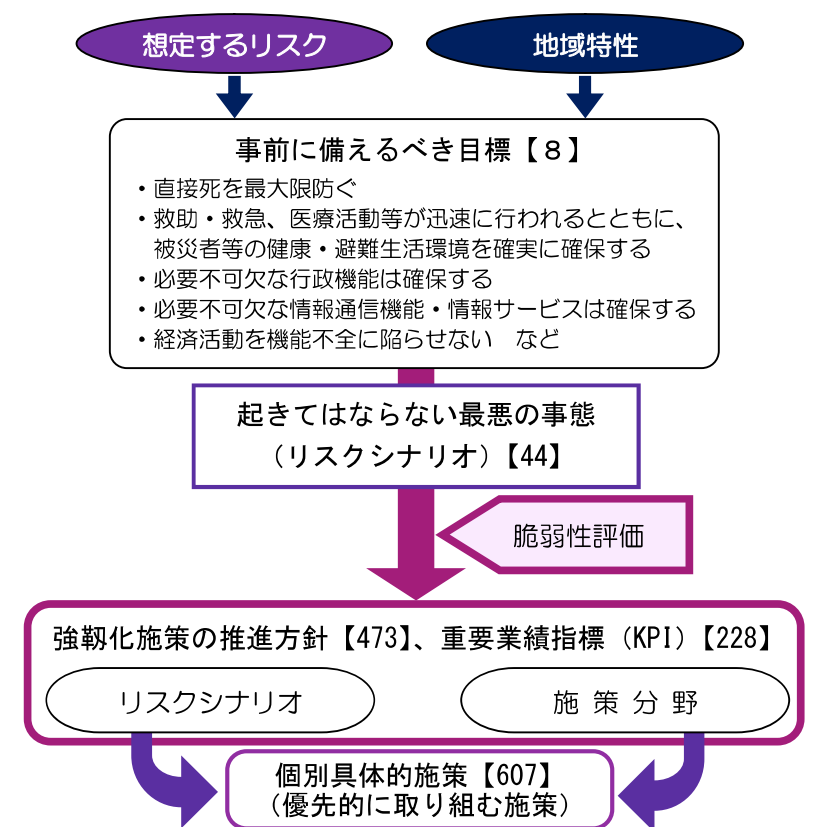 想定するリスク
地域特性
事前に備えるべき目標【８】
・直接死を最大限防ぐ
・救助・救急、医療活動等が迅速に行われるとともに、
被災者等の健康・避難生活環境を確実に確保する
・必要不可欠な行政機能は確保する
・必要不可欠な情報通信機能・情報サービスは確保する
・経済活動を機能不全に陥らせない　など
起きてはならない最悪の事態
（リスクシナリオ）【44】
脆弱性評価
強靱化施策の推進方針【473】、重要業績指標（KPI）【228】
リスクシナリオ
施 策 分 野
個別具体的施策【607】
（優先的に取り組む施策）